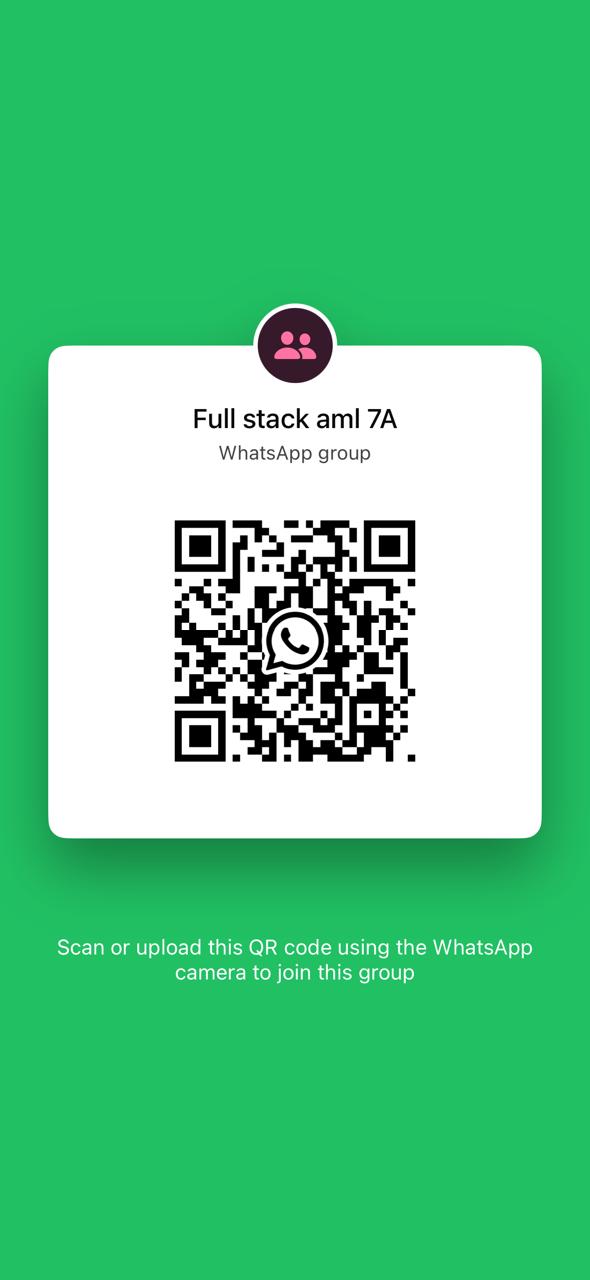 Full stack aml 7A
WhatsApp group
Scan or upload this QR code using the WhatsApp
camera to join this group